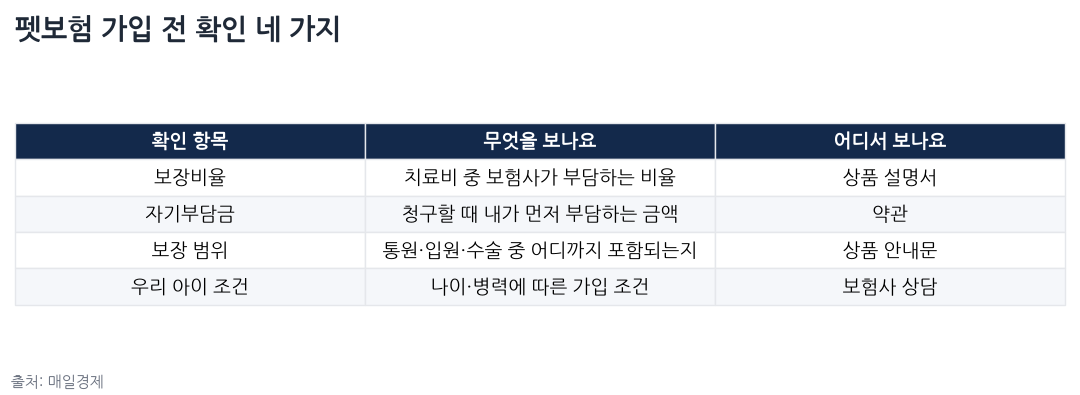 펫보험 가입 전 확인 네 가지
확인 항목 무엇을 보나요 어디서 보나요
보장비율 치료비 중 보험사가 부담하는 비율 상품 설명서
자기부담금 청구할 때 내가 먼저 부담하는 금액 약관
보장 범위 통원·입원·수술 중 어디까지 포함되는지 상품 안내문
우리 아이 조건 나이·병력에 따른 가입 조건 보험사 상담
출처: 매일경제